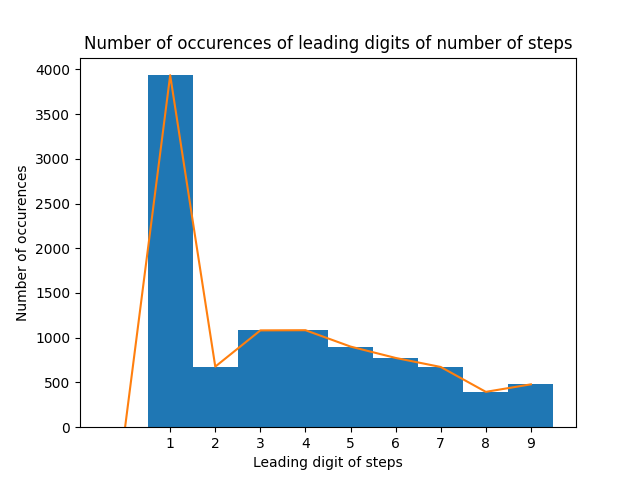 Number of occurences of leading digits of number of steps
Number of occurences
4000
3500
3000
2500
2000
1500
1000
500
0
1 2 3 4 5 6 7 8 9
Leading digit of steps